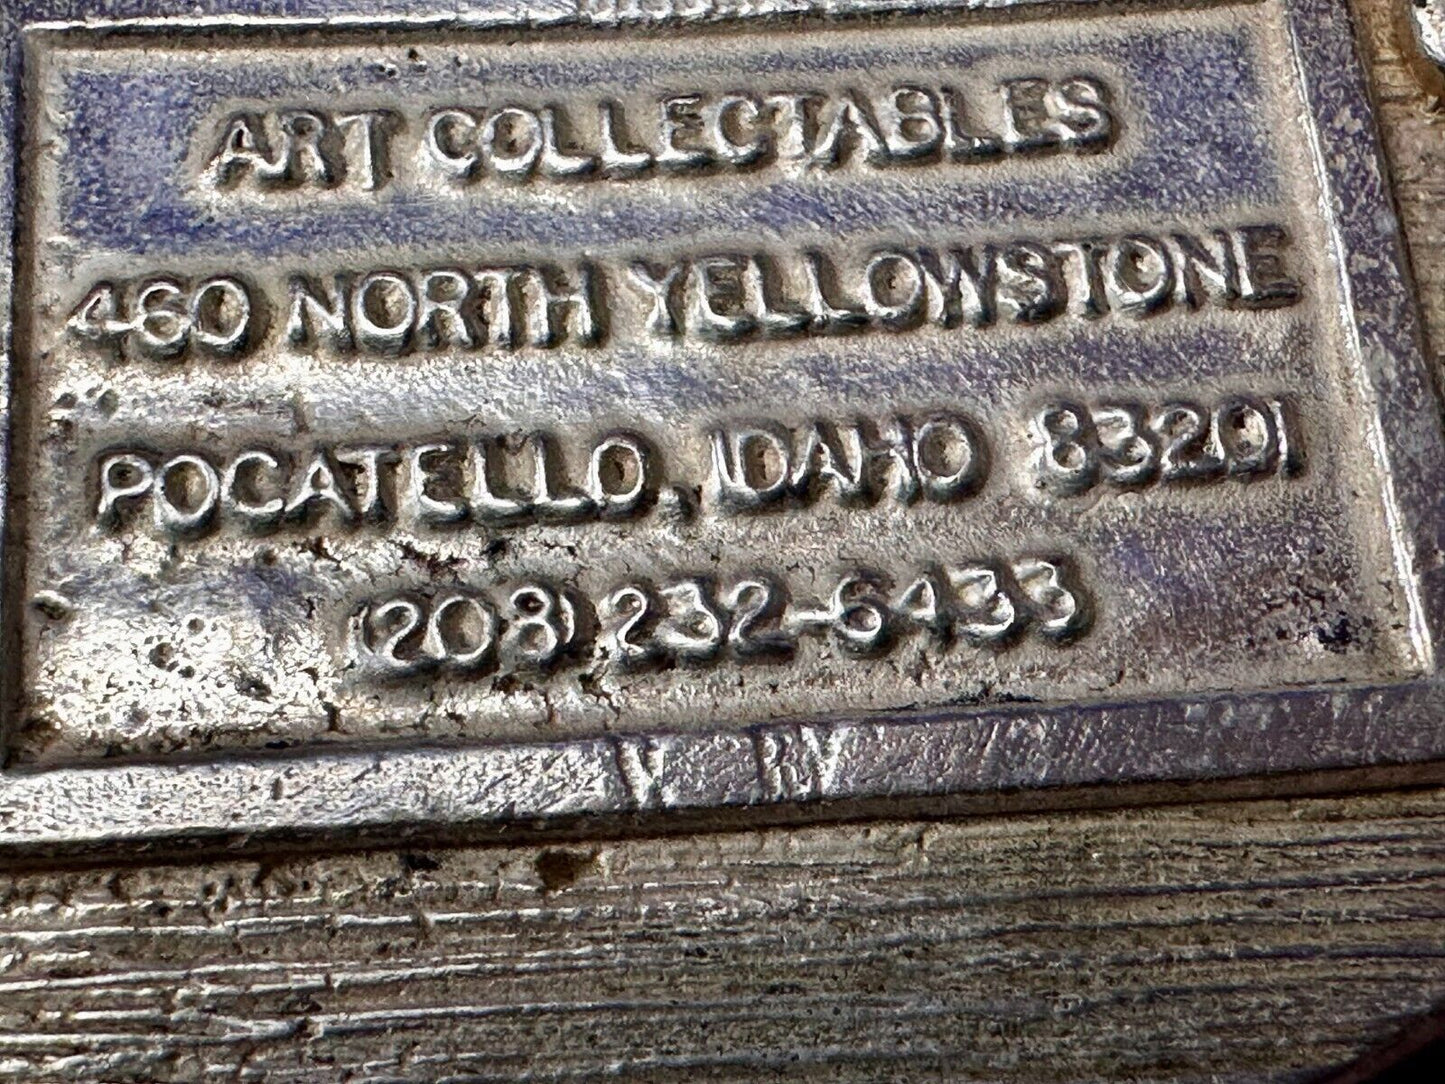 ART COLLECTABLES
460 NORTH YELLOWSTONE
POCATELLO, IDAHO 83201
(208) 232-6433